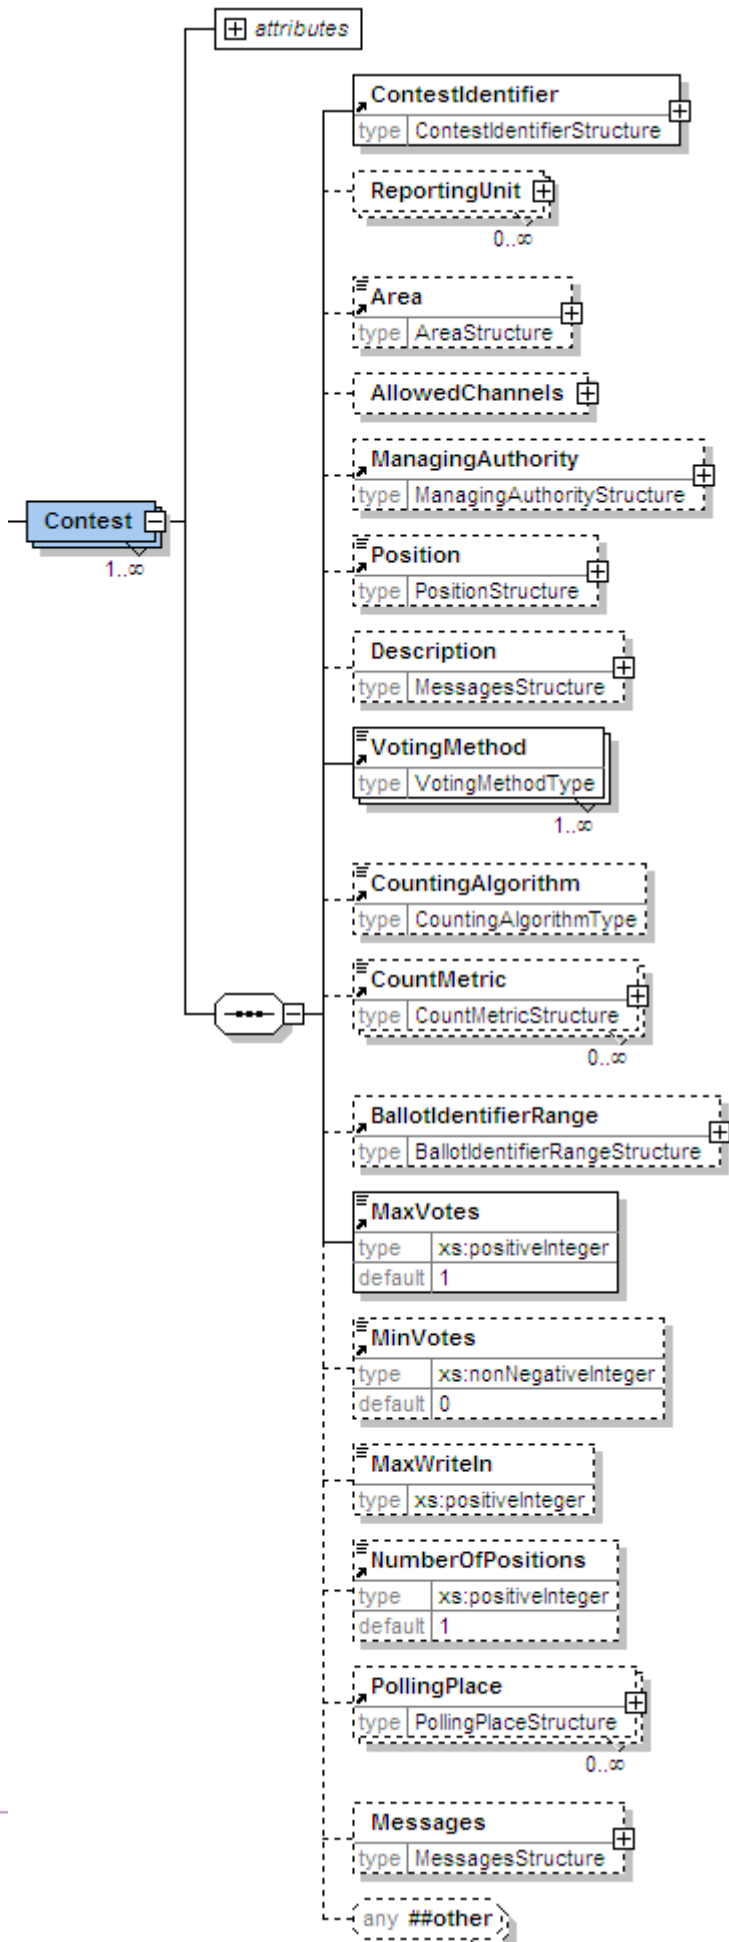 attributes
ContestIdentifier
type ContestIdentifierStructure
ReportingUnit
0..∞
Area
type AreaStructure
AllowedChannels
ManagingAuthority
type ManagingAuthorityStructure
Contest
1..∞
Position
type PositionStructure
Description
type MessagesStructure
VotingMethod
type VotingMethodType
1..∞
CountingAlgorithm
type CountingAlgorithmType
CountMetric
type CountMetricStructure
0..∞
BallotIdentifierRange
type BallotIdentifierRangeStructure
MaxVotes
type xs:positiveInteger
default 1
MinVotes
type xs:nonNegativeInteger
default 0
MaxWriteIn
type xs:positiveInteger
NumberOfPositions
type xs:positiveInteger
default 1
PollingPlace
type PollingPlaceStructure
0..∞
Messages
type MessagesStructure
any ##other